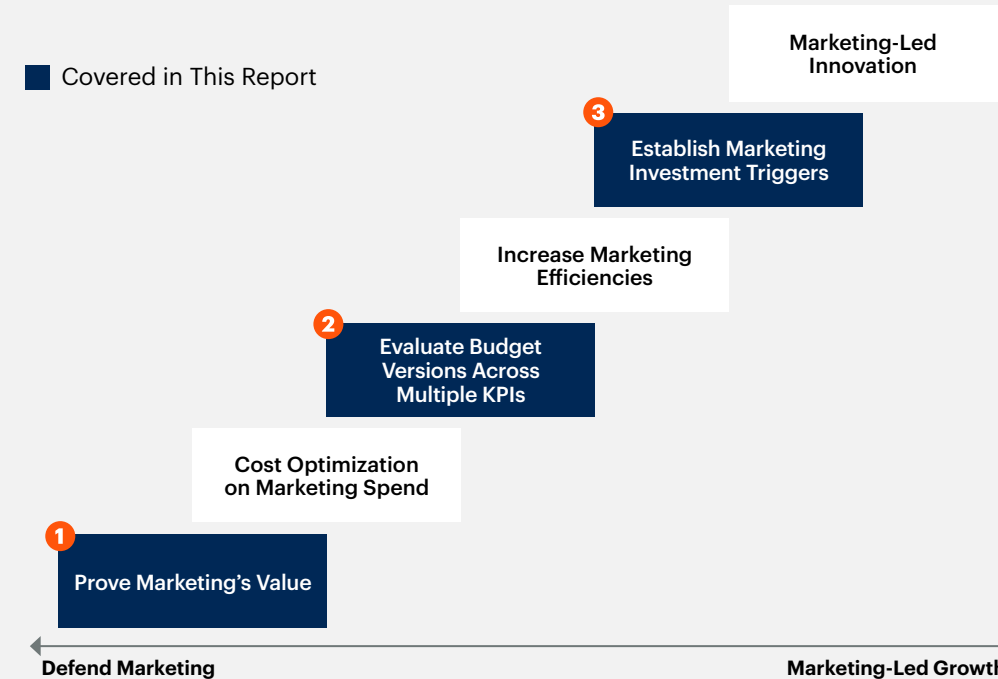 Marketing-Led
Innovation
Covered in This Report
3
Establish Marketing
Investment Triggers
Increase Marketing
Efficiencies
2
Evaluate Budget
Versions Across
Multiple KPIs
Cost Optimization
on Marketing Spend
1
Prove Marketing’s Value
Defend Marketing
Marketing-Led Growth